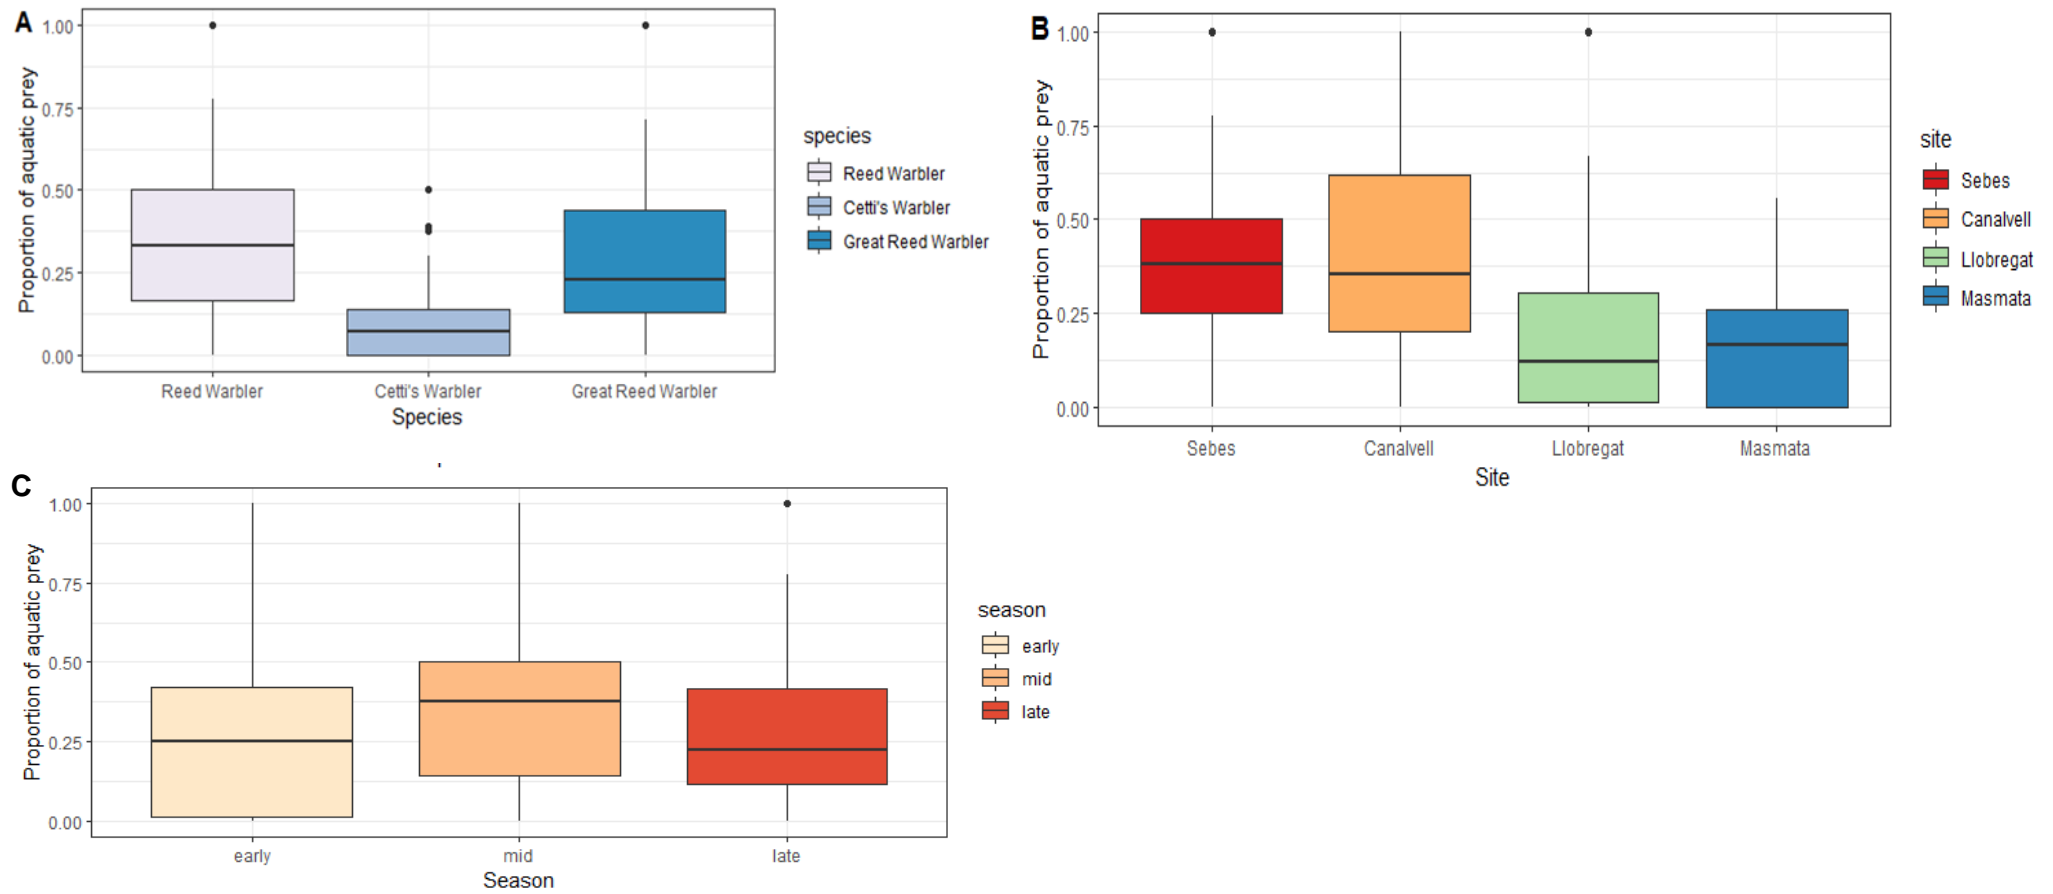 A
Proportion of aquatic prey
1.00
0.75
0.50
0.25
0.00
Reed Warbler
Cetti's Warbler
Great Reed Warbler
Species
species
Reed Warbler
Cetti's Warbler
Great Reed Warbler
B
Proportion of aquatic prey
1.00
0.75
0.50
0.25
0.00
Sebes
Canalvell
Llobregat
Masmata
Site
site
Sebes
Canalvell
Llobregat
Masmata
C
Proportion of aquatic prey
1.00
0.75
0.50
0.25
0.00
early
mid
late
Season
season
early
mid
late